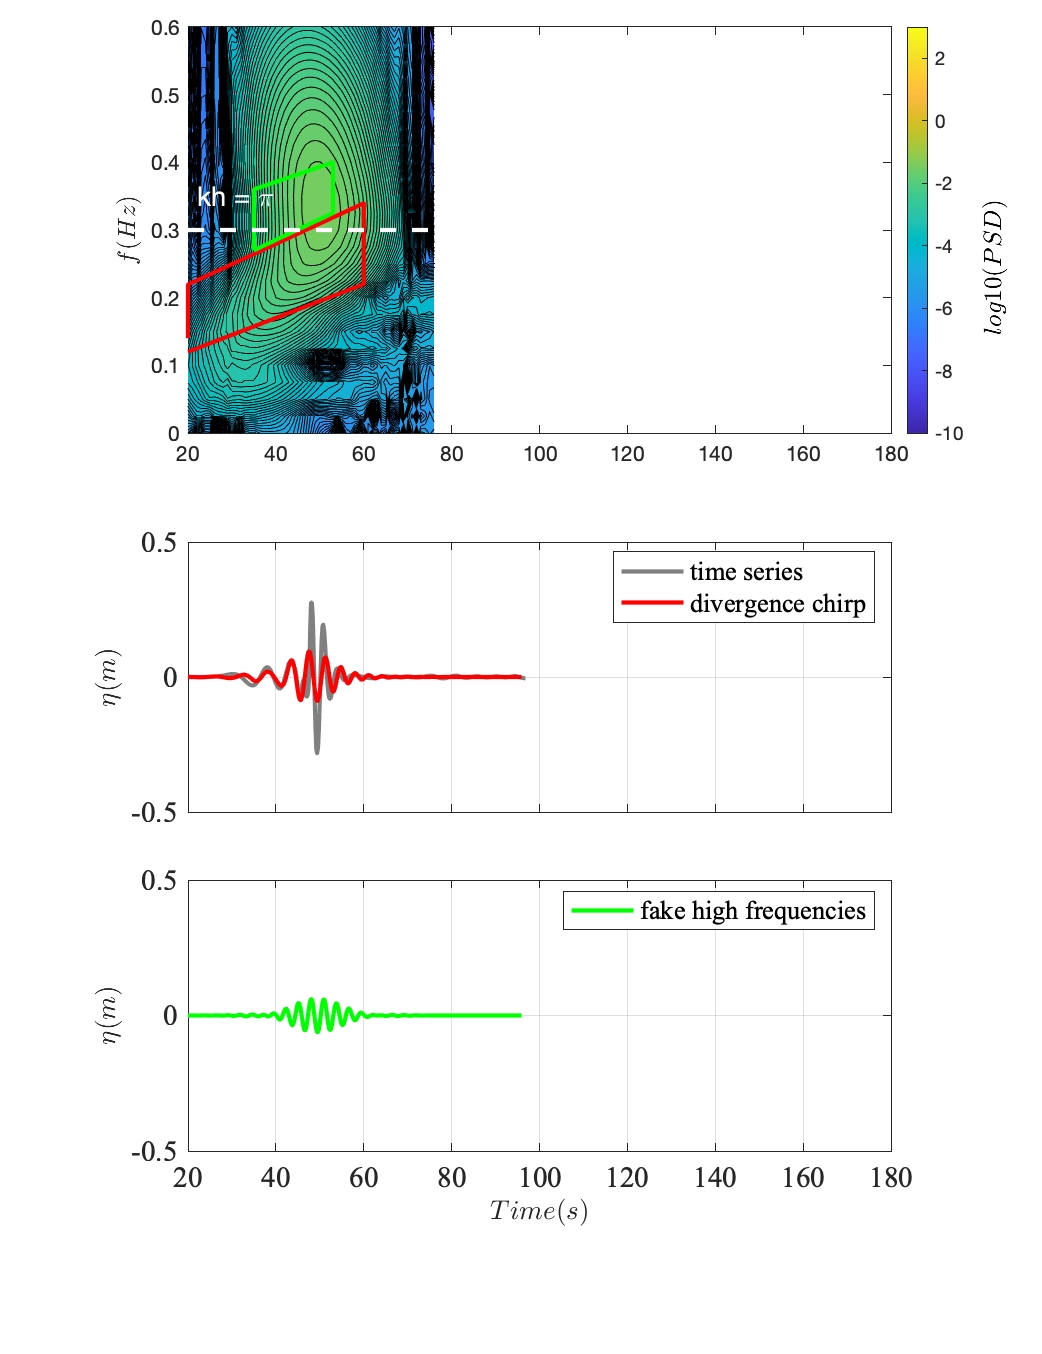 0.6
0.5
0.4
0.3
0.2
0.1
0
f(Hz)
kh = π
20 40 60 80 100 120 140 160 180
2
0
-2
-4
-6
-8
-10
log10(PSD)
0.5
0
-0.5
η(m)
time series
divergence chirp
0.5
0
-0.5
η(m)
fake high frequencies
20 40 60 80 100 120 140 160 180
Time(s)